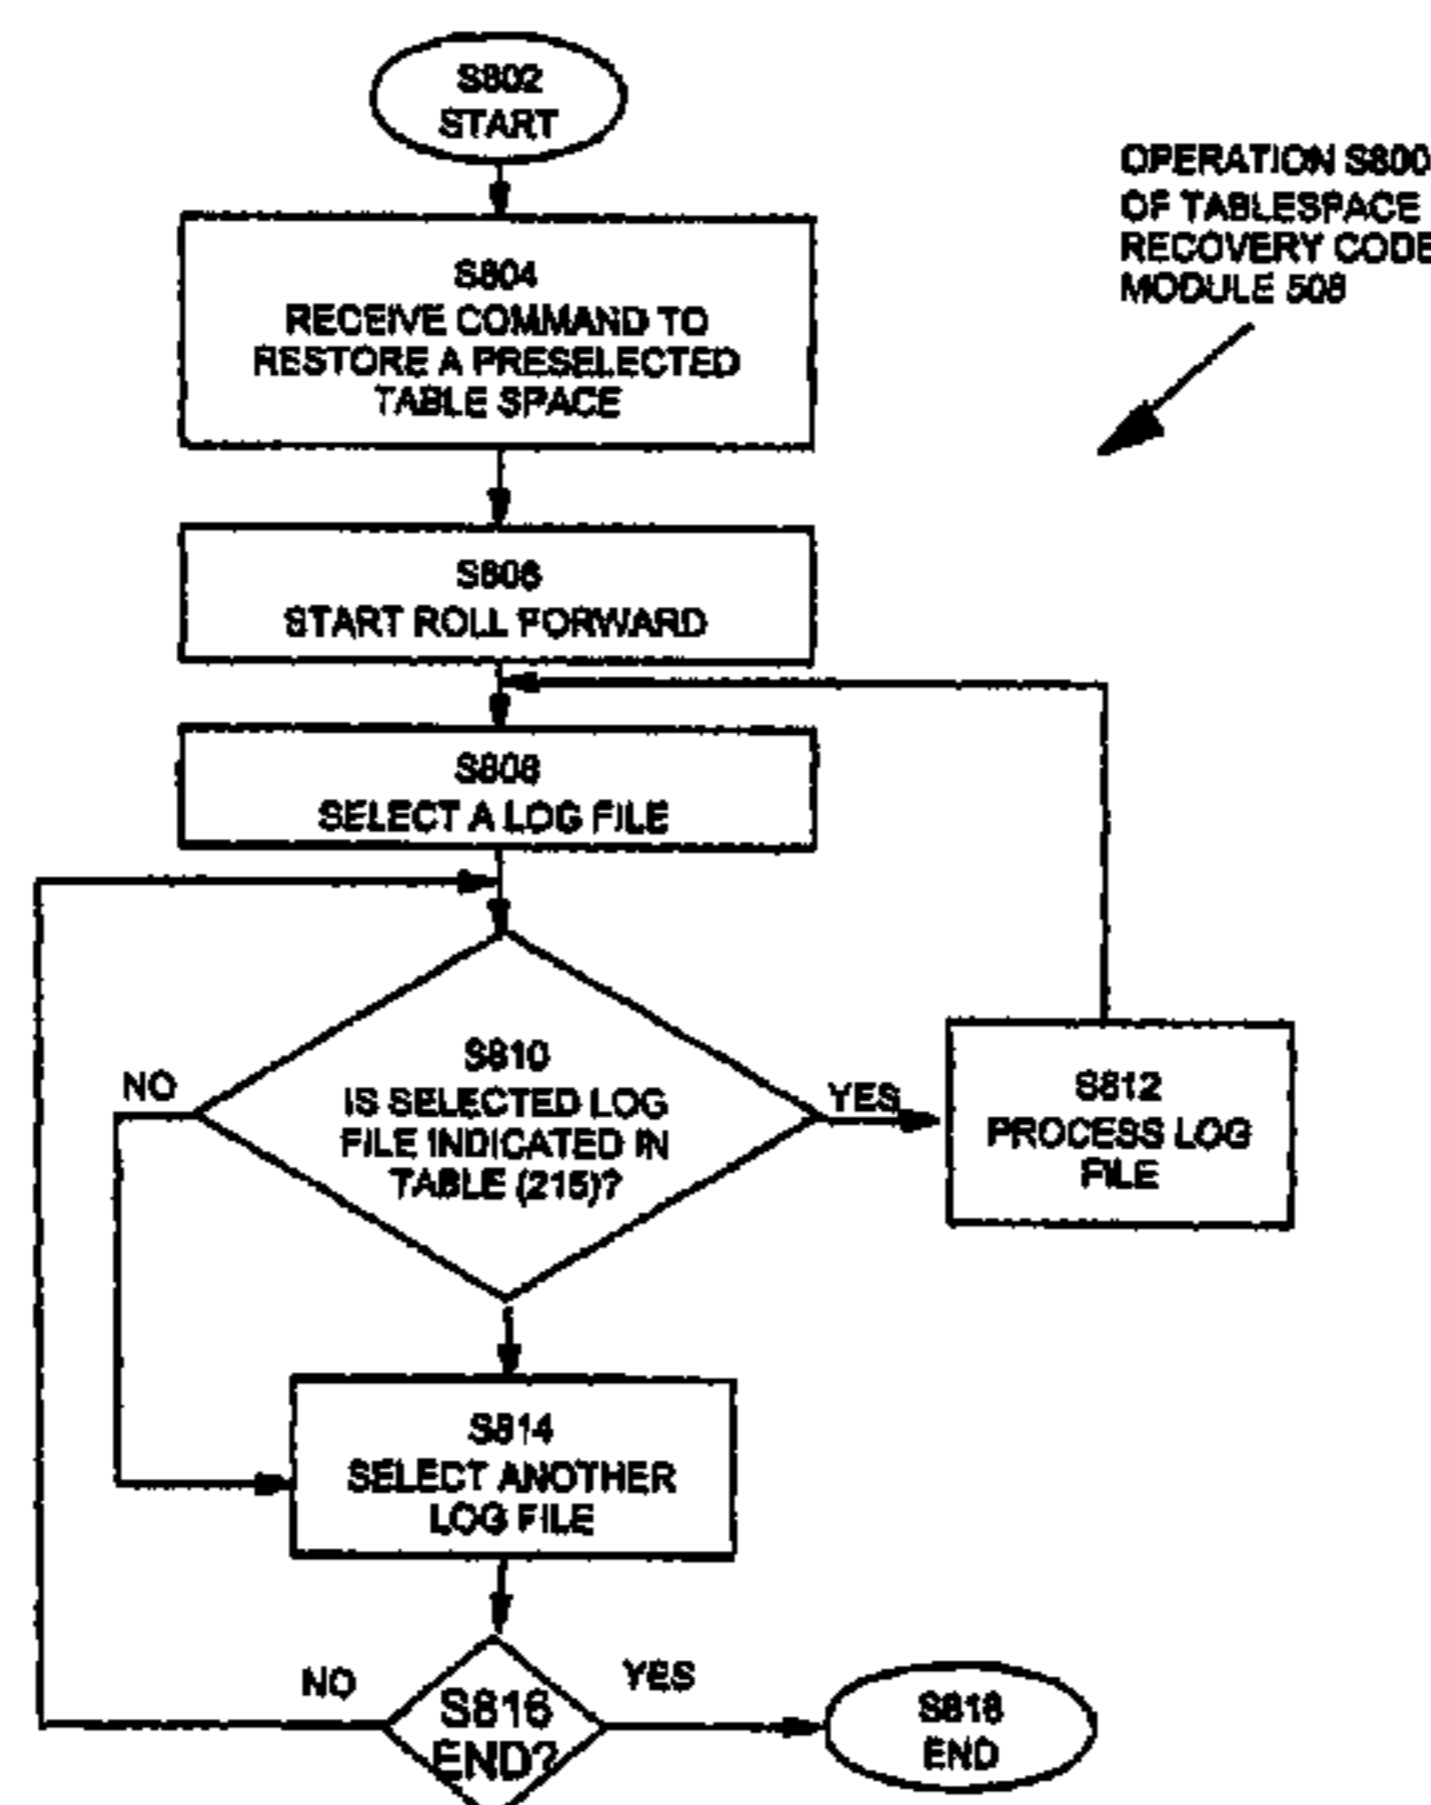 S802
START
OPERATION S800
OF TABLESPACE
RECOVERY CODE
MODULE 508
S804
RECEIVE COMMAND TO
RESTORE A PRESELECTED
TABLE SPACE
S806
START ROLL FORWARD
S808
SELECT A LOG FILE
S810
IS SELECTED LOG
FILE INDICATED IN
TABLE (215)?
NO
YES
S812
PROCESS LOG
FILE
S814
SELECT ANOTHER
LOG FILE
S816
END?
NO
YES
S818
END